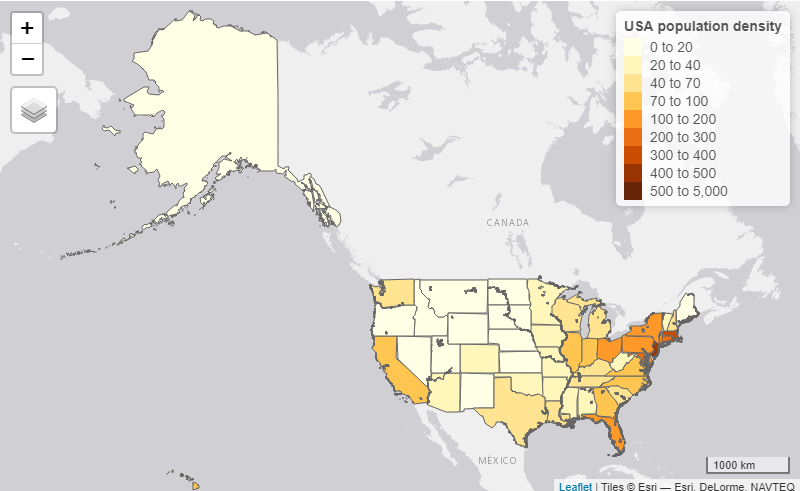 +
−
USA population density
0 to 20
20 to 40
40 to 70
70 to 100
100 to 200
200 to 300
300 to 400
400 to 500
500 to 5,000
CANADA
MÉXICO
1000 km
Leaflet | Tiles © Esri — Esri, DeLorme, NAVTEQ